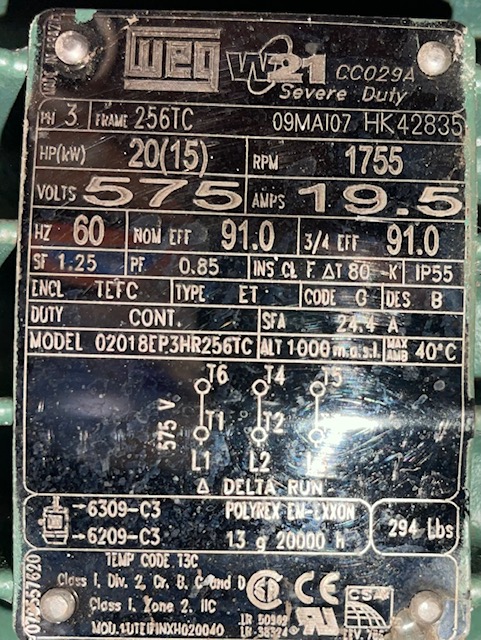 WEG W21 CC029A
Severe Duty
PH 3 FRAME 256TC 09MAI07 HK42835
HP(kW) 20(15) RPM 1755
VOLTS 575 AMPS 19.5
HZ 60 NOM EFF 91.0 3/4 EFF 91.0
SF 1.25 PF 0.85 INS CL F ΔT 80 K IP55
ENCL TEFC TYPE ET CODE G DES B
DUTY CONT. SFA 24.4 A
MODEL 02018EP3HR256TC ALT 1000 m.a.s.l. MAX AMB 40°C
T6 T4 T5
575 V
T1 T2
L1 L2
Δ DELTA RUN
6309-C3 POLYREX EM-EXXON
6209-C3 13 g 20000 h 294 Lbs
TEMP CODE T3C
Class I, Div. 2, Gr. B, C and D
Class I, Zone 2, IIC